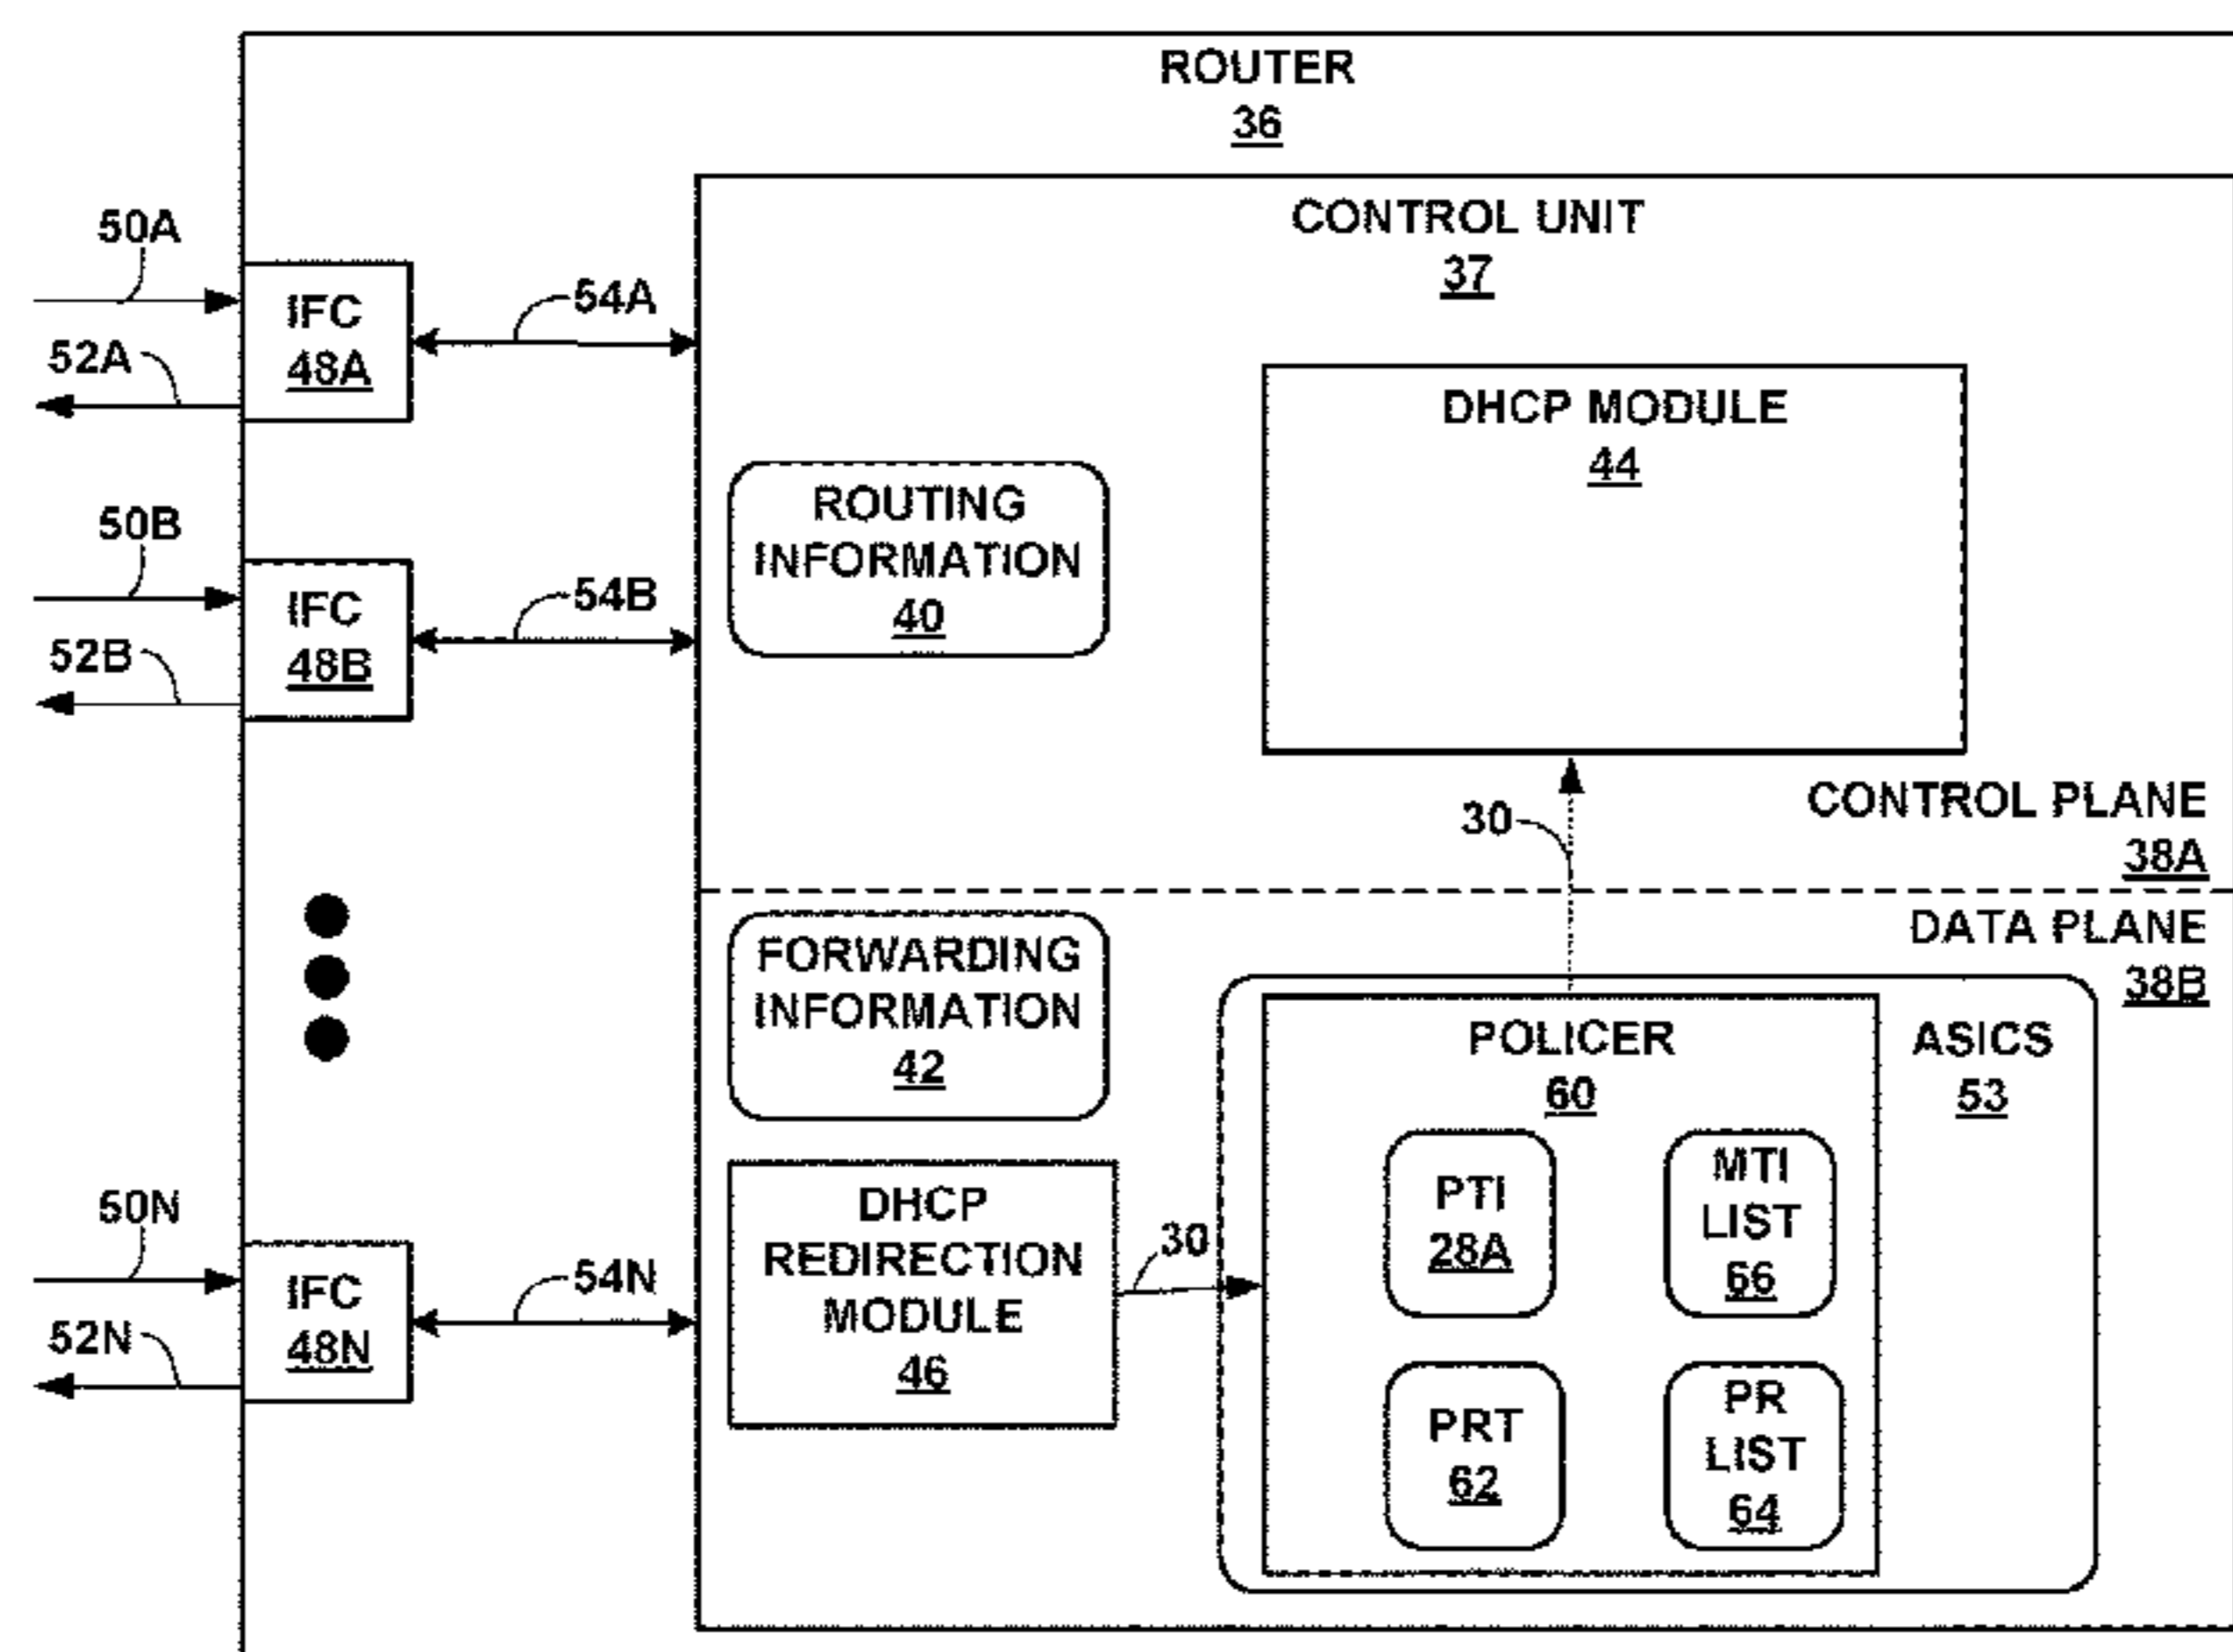 ROUTER
36
CONTROL UNIT
37
50A
54A
IFC
48A
52A
DHCP MODULE
44
ROUTING
INFORMATION
40
50B
54B
IFC
48B
52B
30
CONTROL PLANE
38A
DATA PLANE
38B
FORWARDING
INFORMATION
42
POLICER
60
ASICS
53
PTI
28A
MTI
LIST
66
50N
54N
IFC
48N
52N
DHCP
REDIRECTION
MODULE
46
30
PRT
62
PR
LIST
64